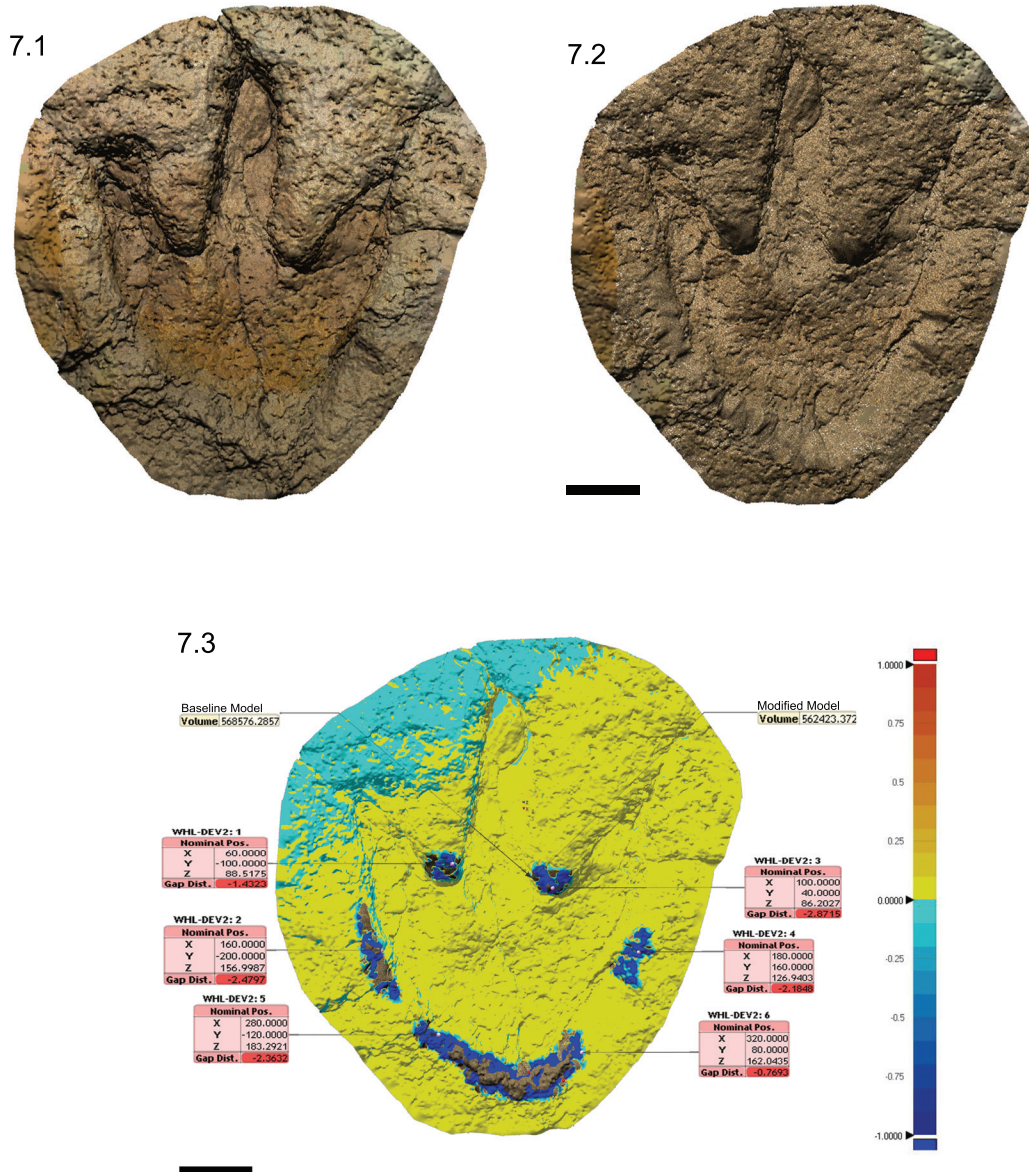 7.1
7.2
7.3
Baseline Model
Volume 568576.2857
Modified Model
Volume 562423.372
WHL-DEV2: 1
Nominal Pos.
X 60.0000
Y -100.0000
Z 88.5175
Gap Dist. -1.4323
WHL-DEV2: 2
Nominal Pos.
X 160.0000
Y -200.0000
Z 156.9987
Gap Dist. -2.4797
WHL-DEV2: 5
Nominal Pos.
X 280.0000
Y -120.0000
Z 183.2921
Gap Dist. -2.3632
WHL-DEV2: 3
Nominal Pos.
X 100.0000
Y 40.0000
Z 86.2027
Gap Dist. -2.8715
WHL-DEV2: 4
Nominal Pos.
X 180.0000
Y 160.0000
Z 126.9403
Gap Dist. -2.1848
WHL-DEV2: 6
Nominal Pos.
X 320.0000
Y 80.0000
Z 162.0435
Gap Dist. -0.7693
1.0000
0.75
0.5
0.25
0.0000
-0.25
-0.5
-0.75
-1.0000